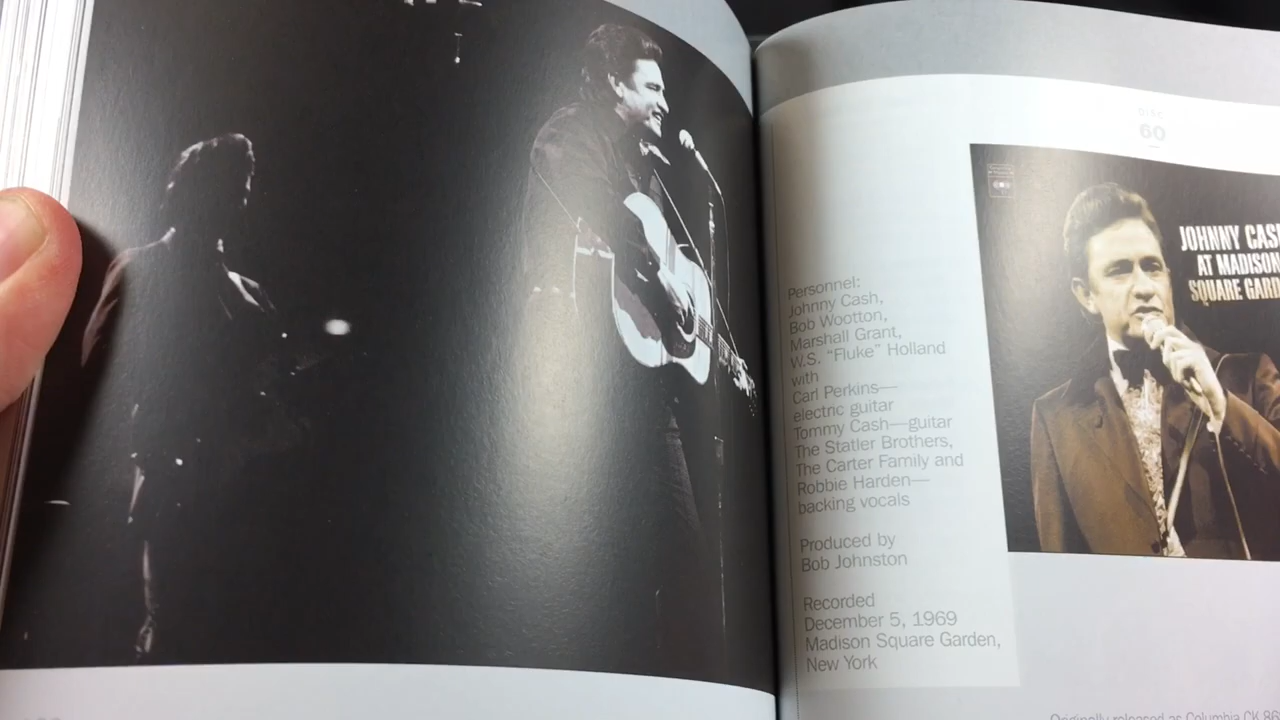 DISC
60
JOHNNY CASH
AT MADISON
SQUARE GARD
Personnel:
Johnny Cash,
Bob Wootton,
Marshall Grant,
W.S. “Fluke” Holland
with
Carl Perkins—
electric guitar
Tommy Cash—guitar
The Statler Brothers,
The Carter Family and
Robbie Harden—
backing vocals
Produced by
Bob Johnston
Recorded
December 5, 1969
Madison Square Garden,
New York
Originally released as Columbia CK 86